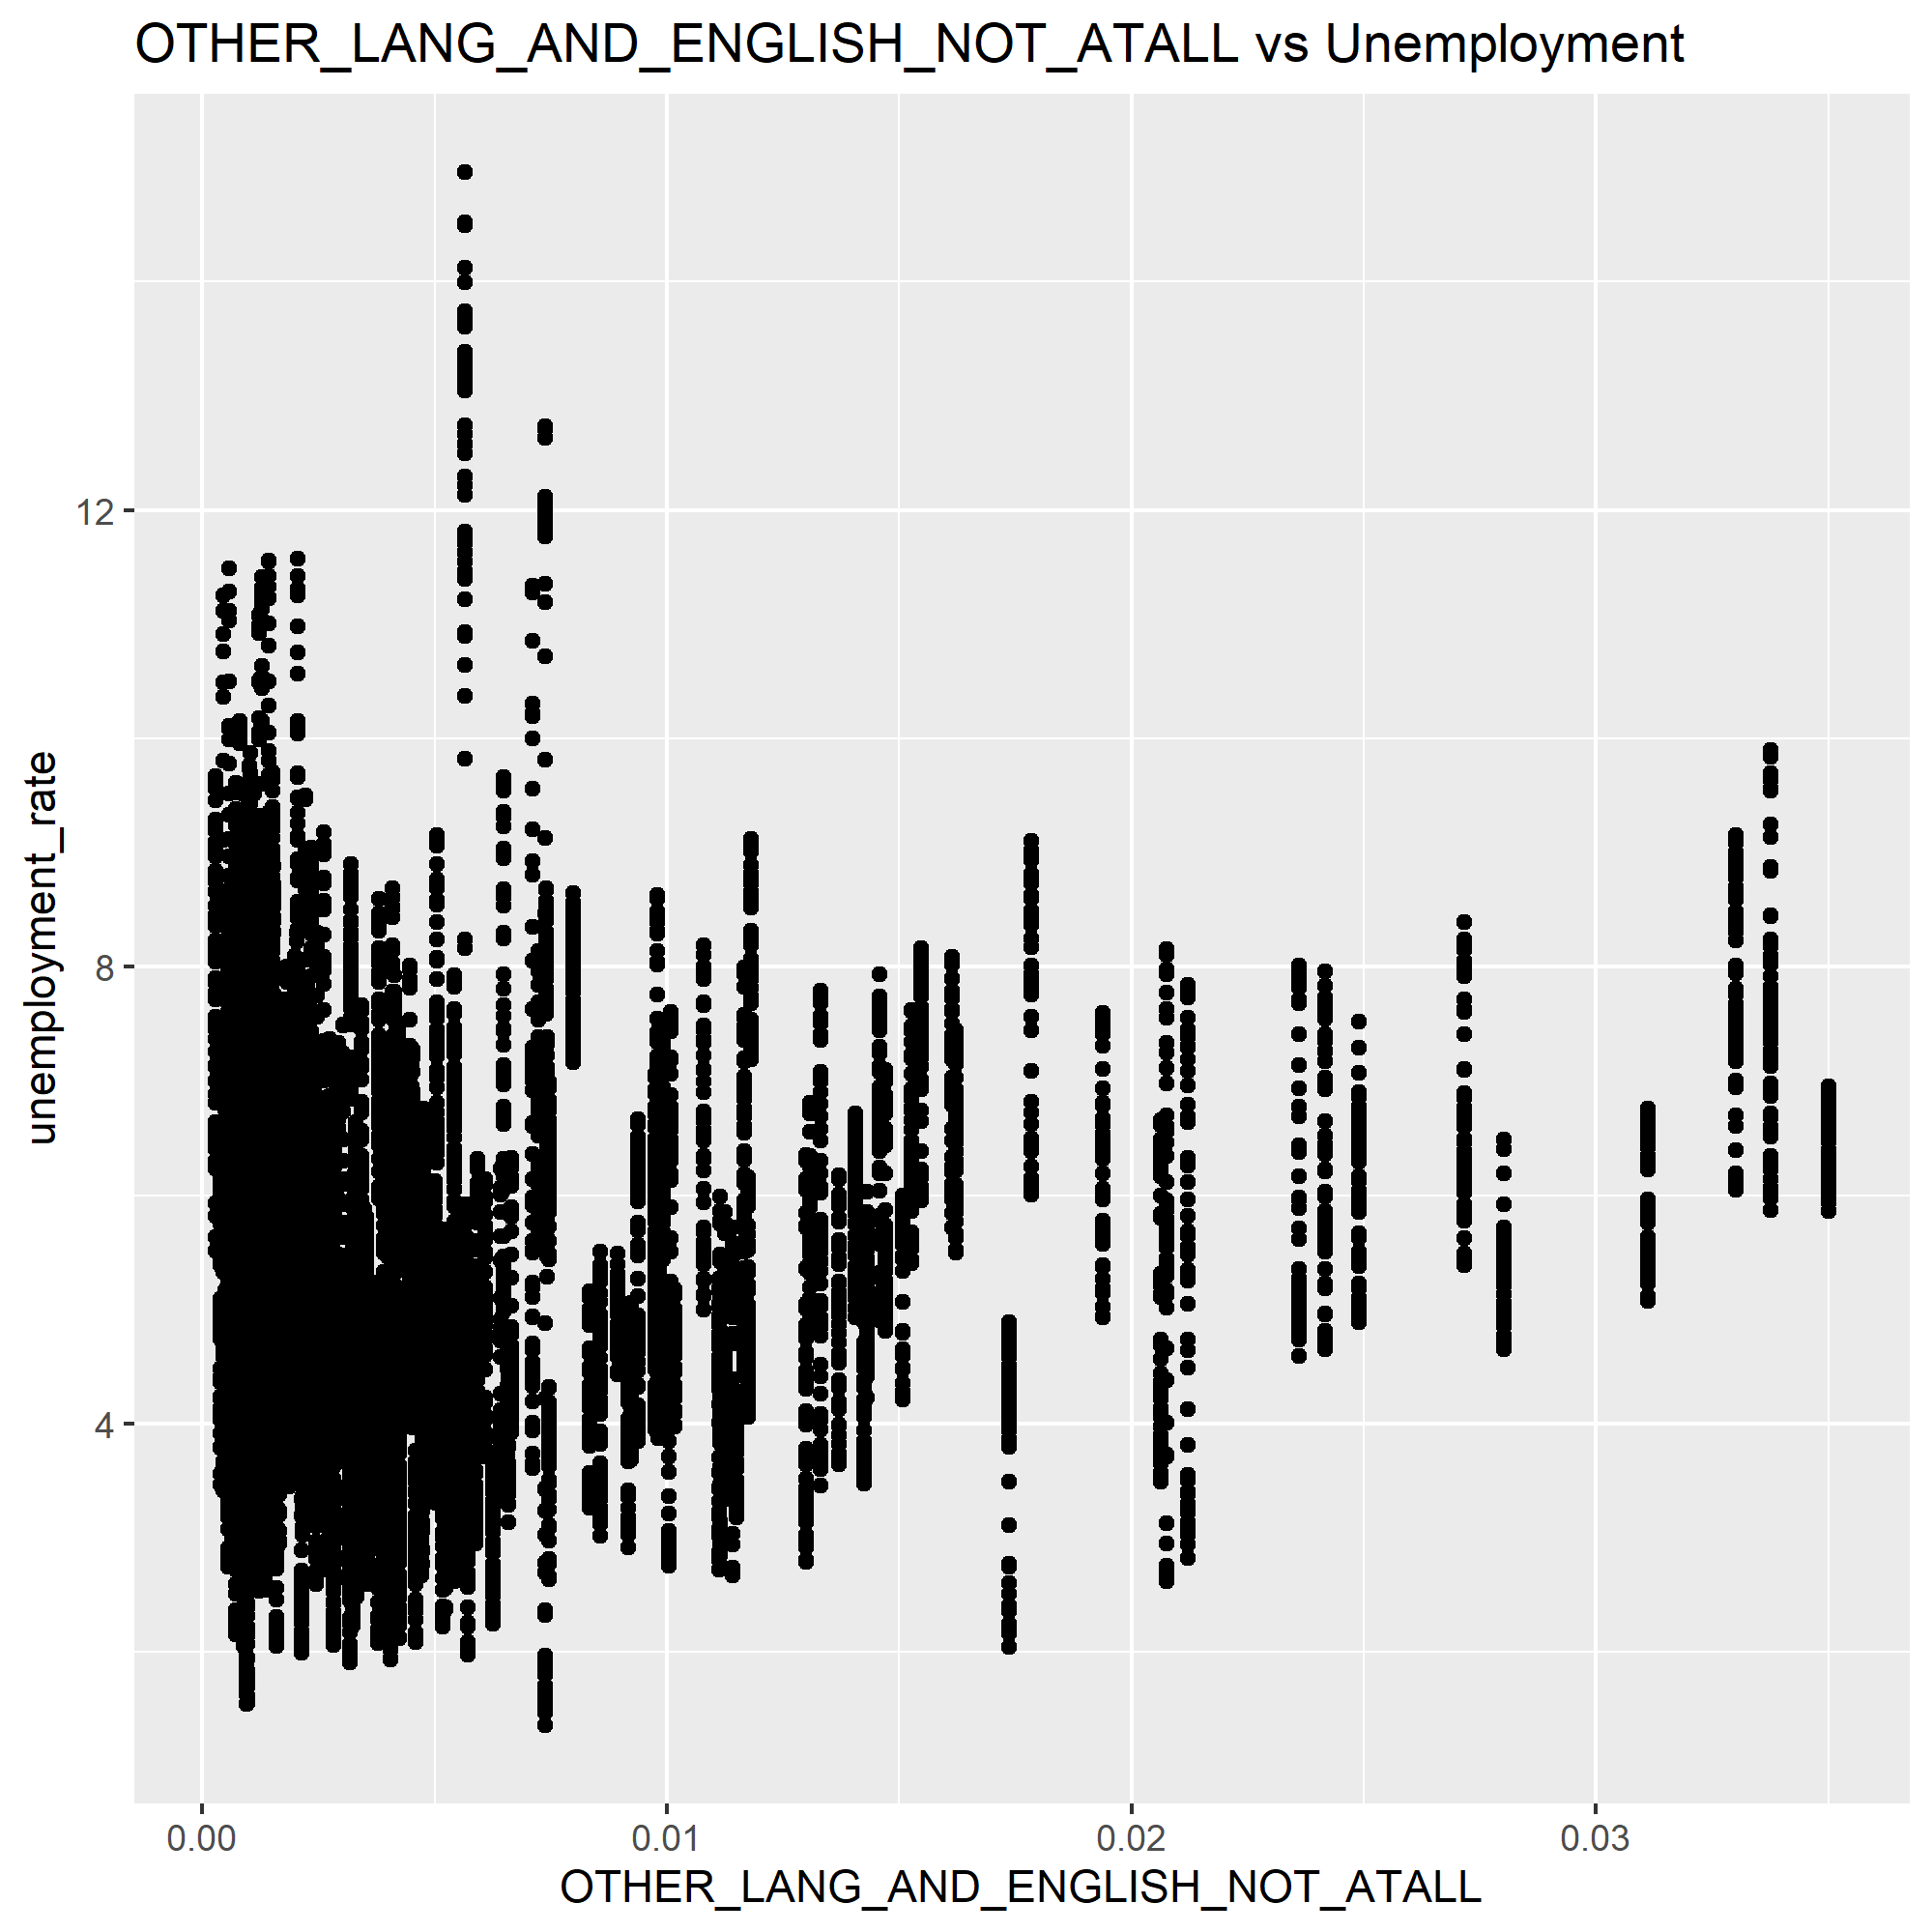 OTHER_LANG_AND_ENGLISH_NOT_ATALL vs Unemployment
12
8
4
unemployment_rate
0.00 0.01 0.02 0.03
OTHER_LANG_AND_ENGLISH_NOT_ATALL